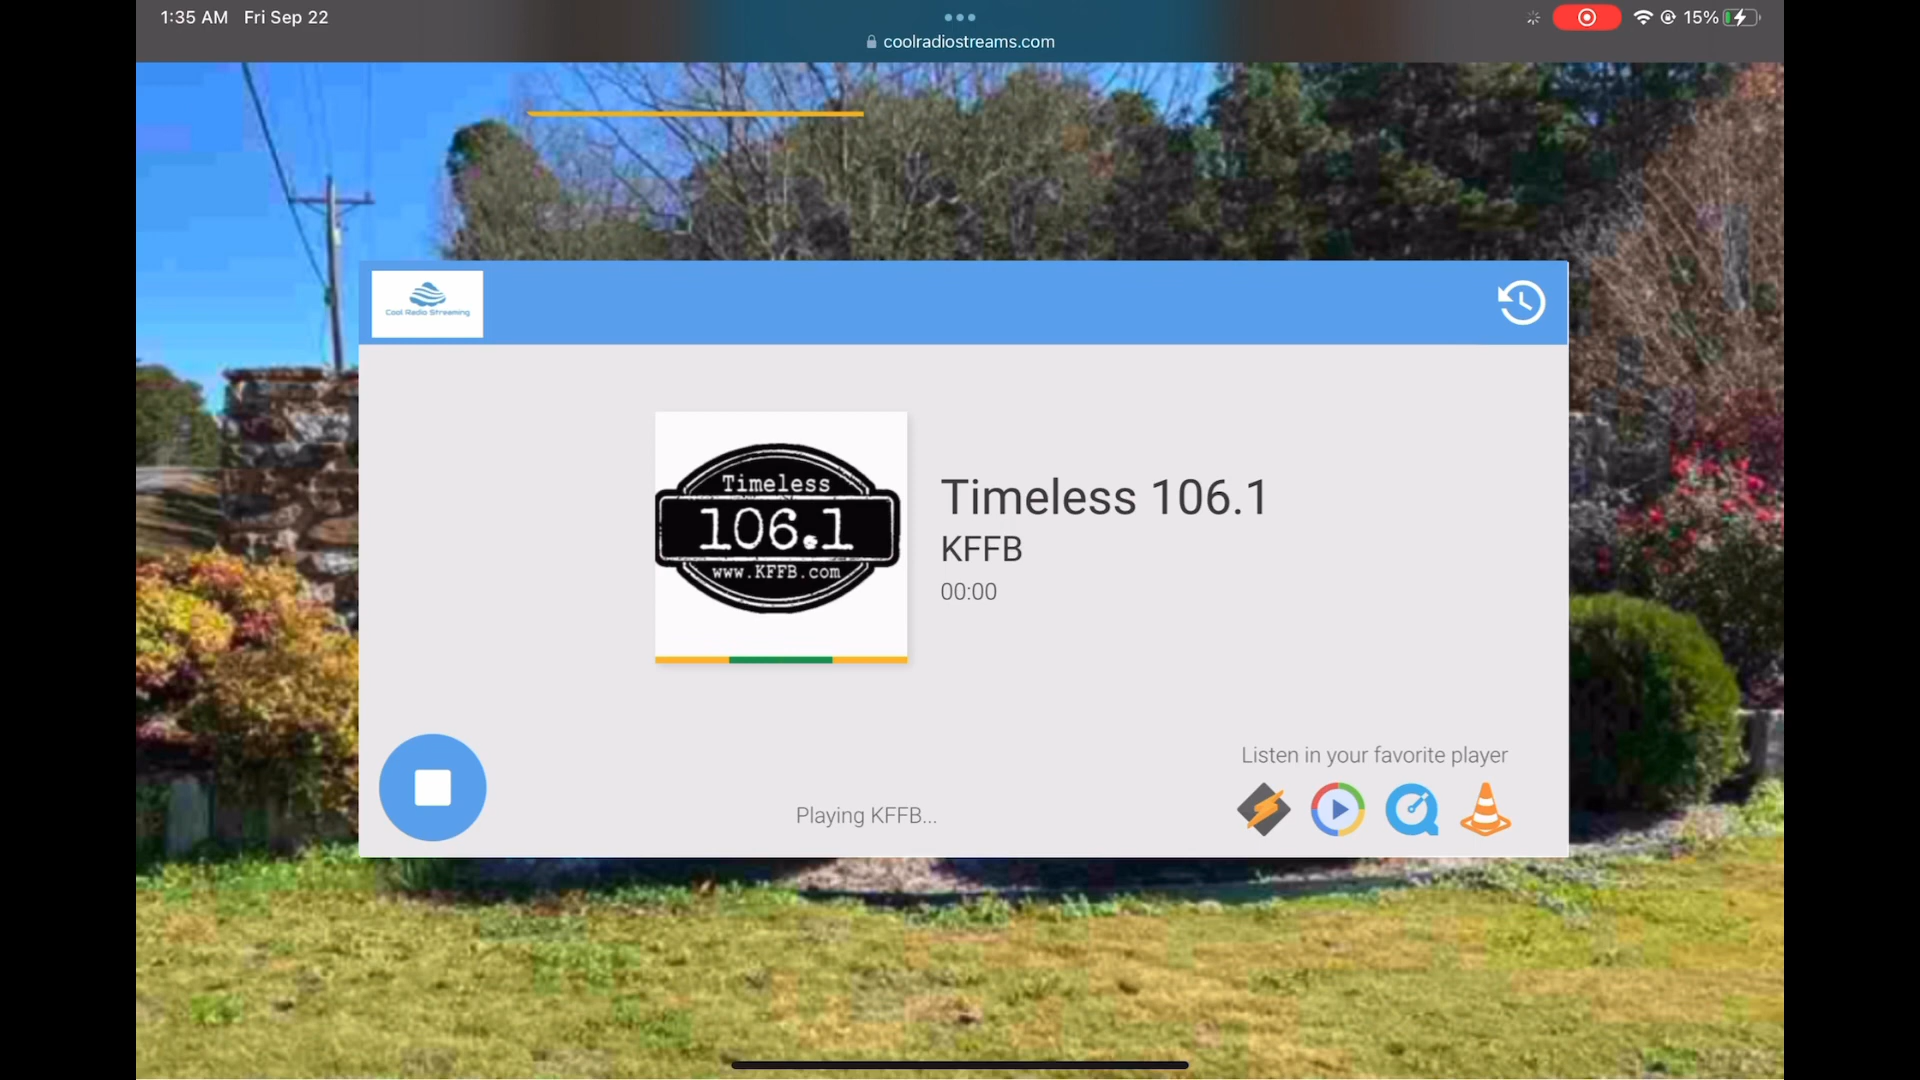 1:35 AM Fri Sep 22
15%
coolradiostreams.com
Cool Radio Streaming
Timeless
106.1
www.KFFB.com
Timeless 106.1
KFFB
00:00
Listen in your favorite player
Playing KFFB...